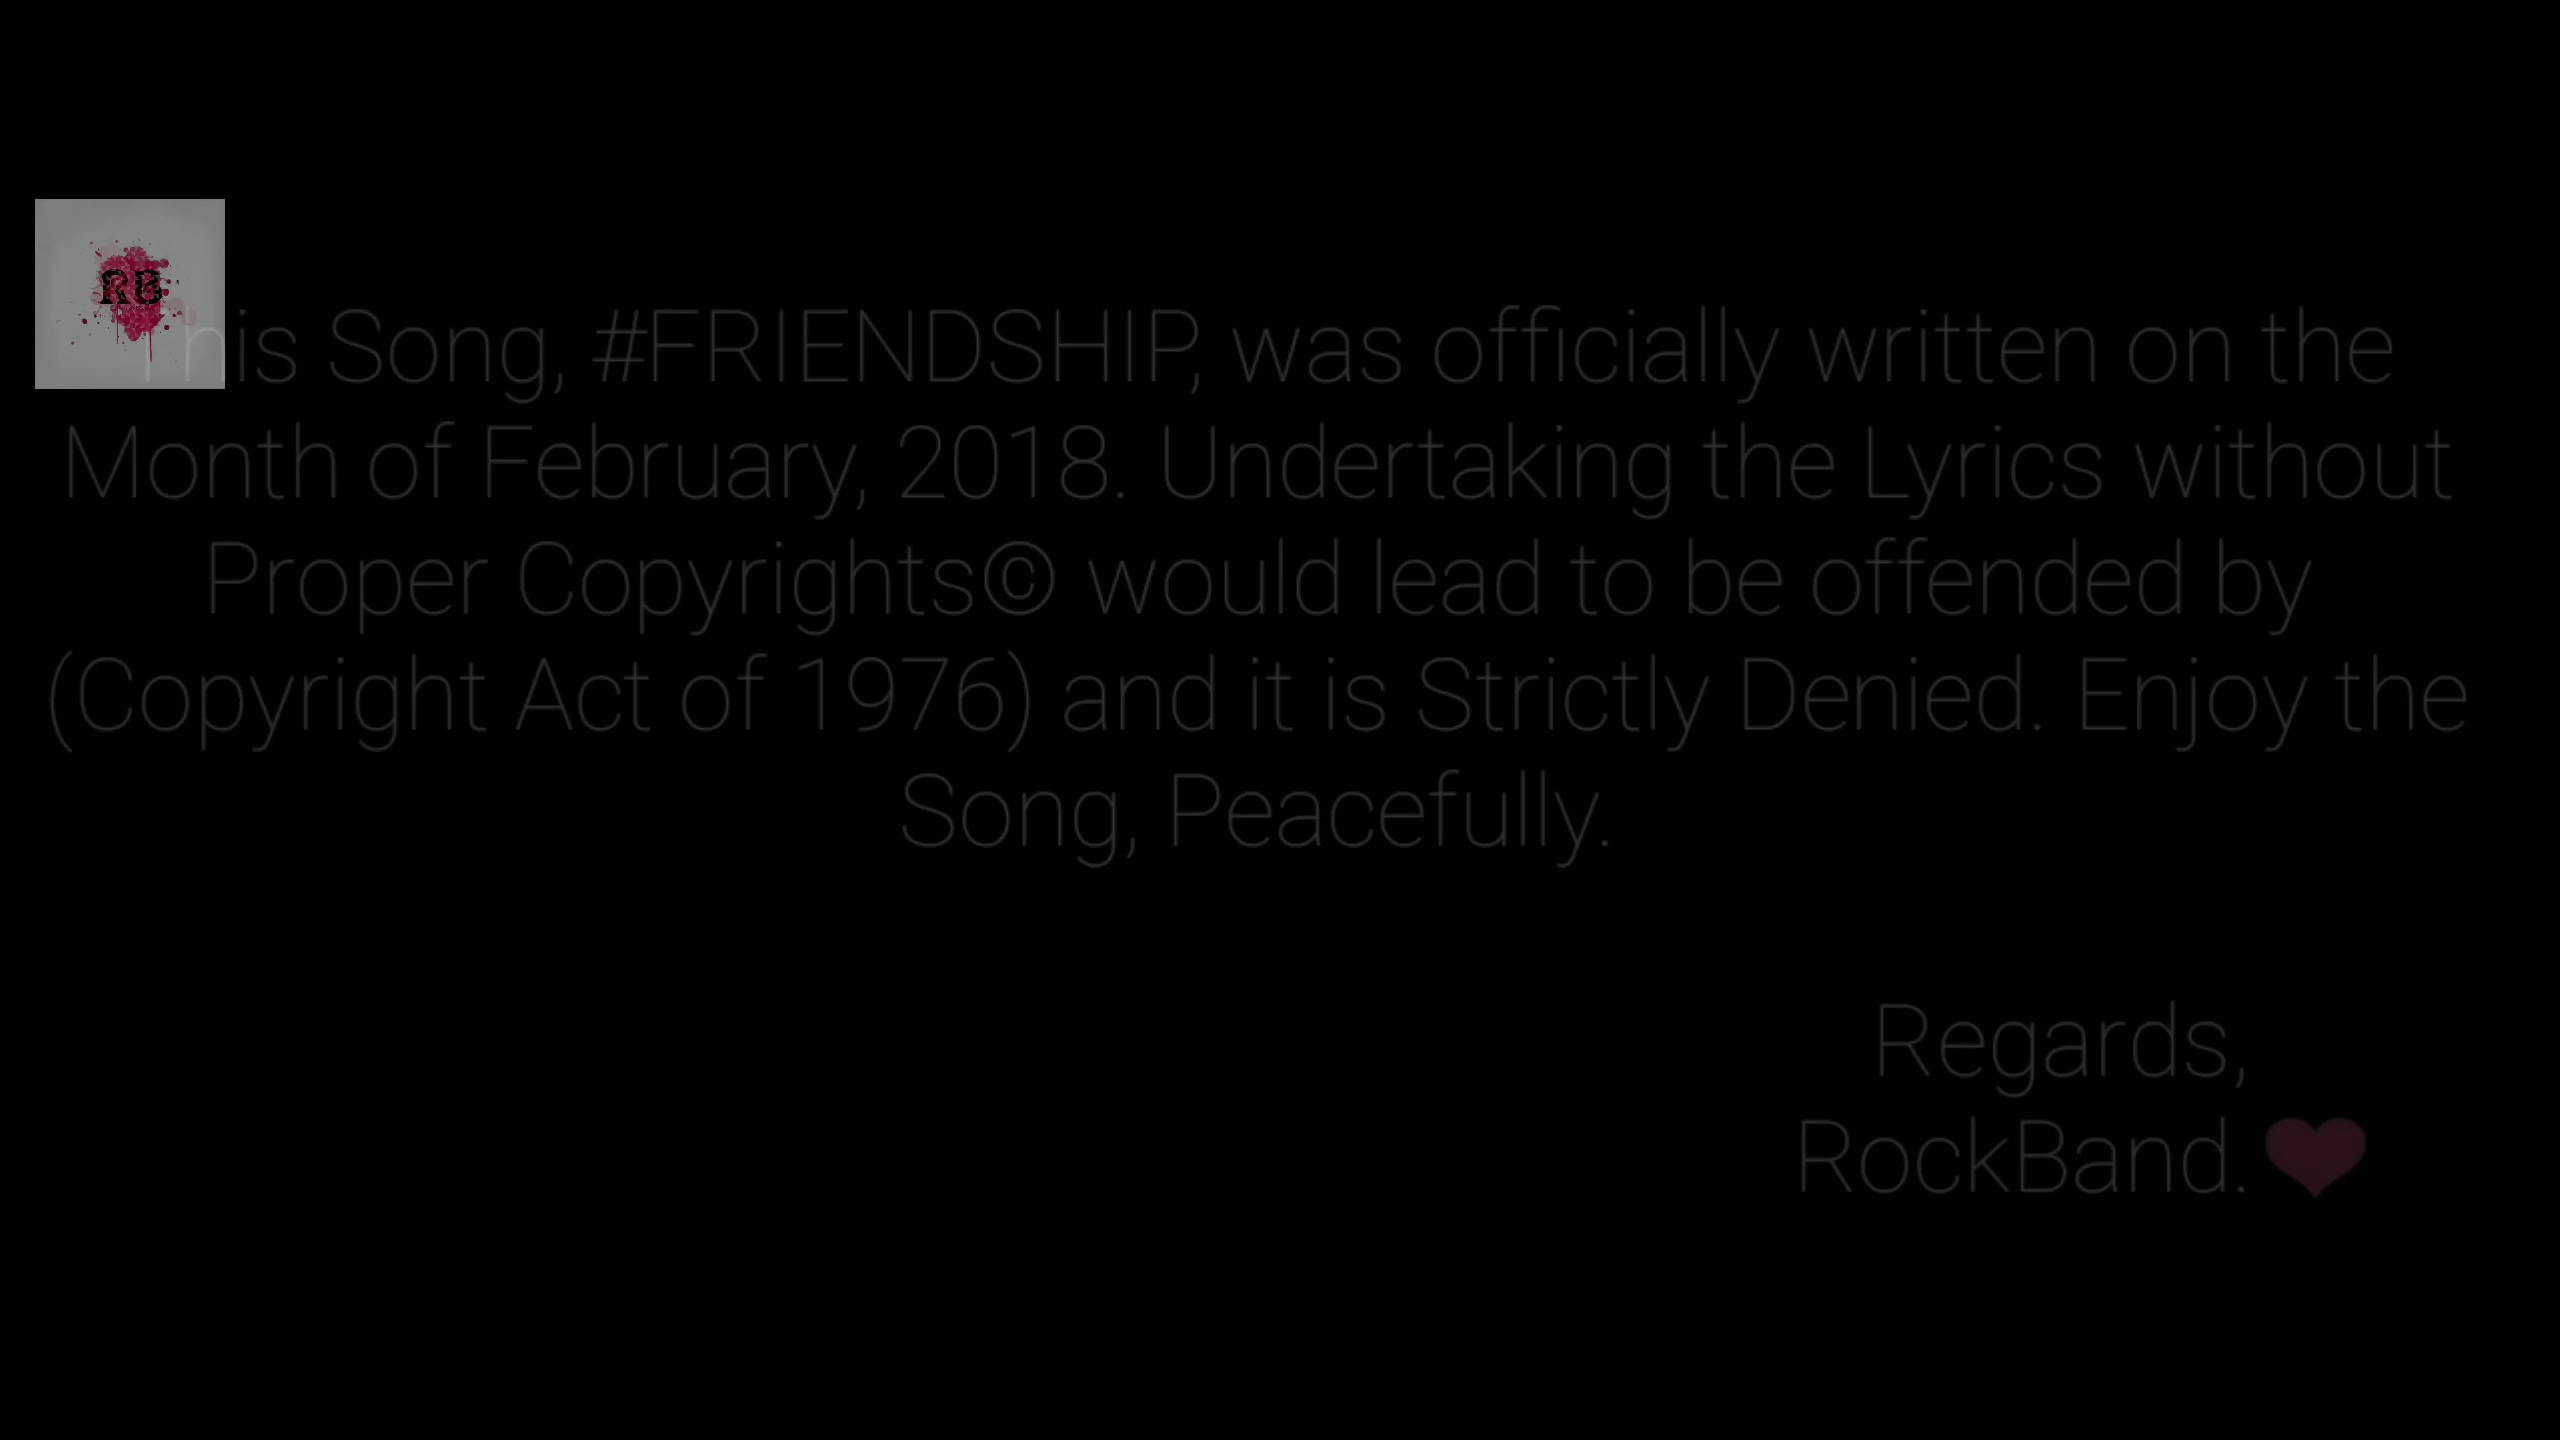 RB
This Song, #FRIENDSHIP, was officially written on the
Month of February, 2018. Undertaking the Lyrics without
Proper Copyrights© would lead to be offended by
(Copyright Act of 1976) and it is Strictly Denied. Enjoy the
Song, Peacefully.
Regards,
RockBand. ❤